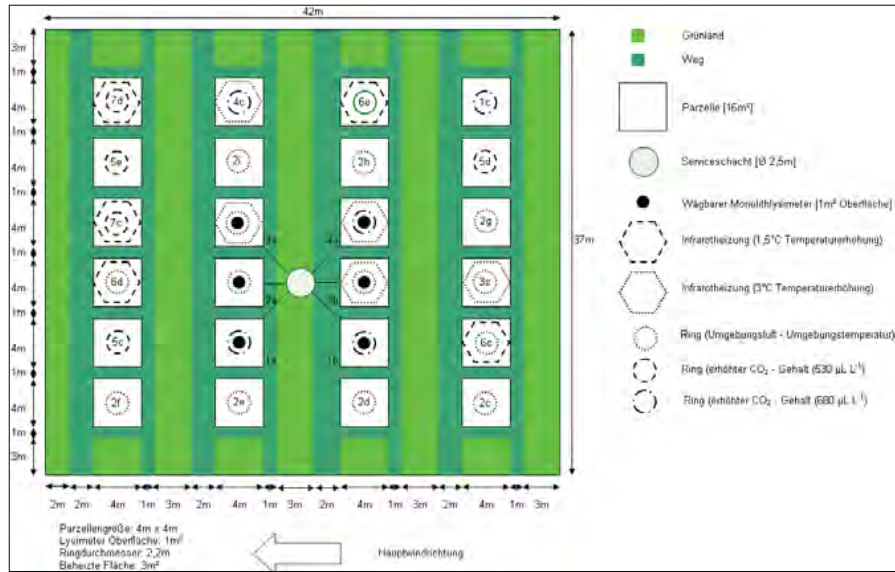 42m
3m
1m
4m
1m
4m
1m
4m
1m
4m
1m
4m
1m
4m
1m
3m
7d 4c 6e 1c
5e 2i 2h 5d
7c 2g
6d 3c
5c 6c
2f 2e 2d 2c
37m
2m 2m 4m 1m 3m 2m 4m 1m 3m 2m 4m 1m 3m 2m 4m 1m 3m
Parzellengröße: 4m x 4m
Lysimeter Oberfläche: 1m²
Ringdurchmesser: 2,2m
Beheizte Fläche: 3m²
Hauptwindrichtung
Grünland
Weg
Parzelle [16m²]
Serviceschacht [Ø 2,5m]
Wägbarer Monolithlysimeter [1m² Oberfläche]
Infrarotheizung (1,5°C Temperaturerhöhung)
Infrarotheizung (3°C Temperaturerhöhung)
Ring (Umgebungsluft - Umgebungstemperatur)
Ring (erhöhter CO₂ - Gehalt (530 µL L⁻¹)
Ring (erhöhter CO₂ - Gehalt (680 µL L⁻¹)